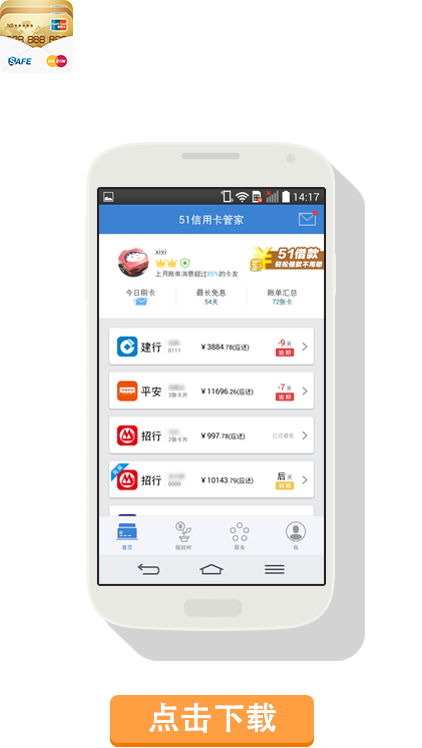 NO
888 888
SAFE
14:17
51信用卡管家
xixi
51借款
轻松借款不用愁
上月账单消费超过85%的卡友
今日刷卡
最长免息
54天
账单汇总
72张卡
建行
0111
¥3884.78(应还)
-9天
逾期
平安
3张卡片
¥11696.26(应还)
-7天
逾期
招行
2张卡片
¥997.78(应还)
已还最低
招行
0000
¥10143.79(应还)
后天
首页
摇钱树
服务
我
点击下载